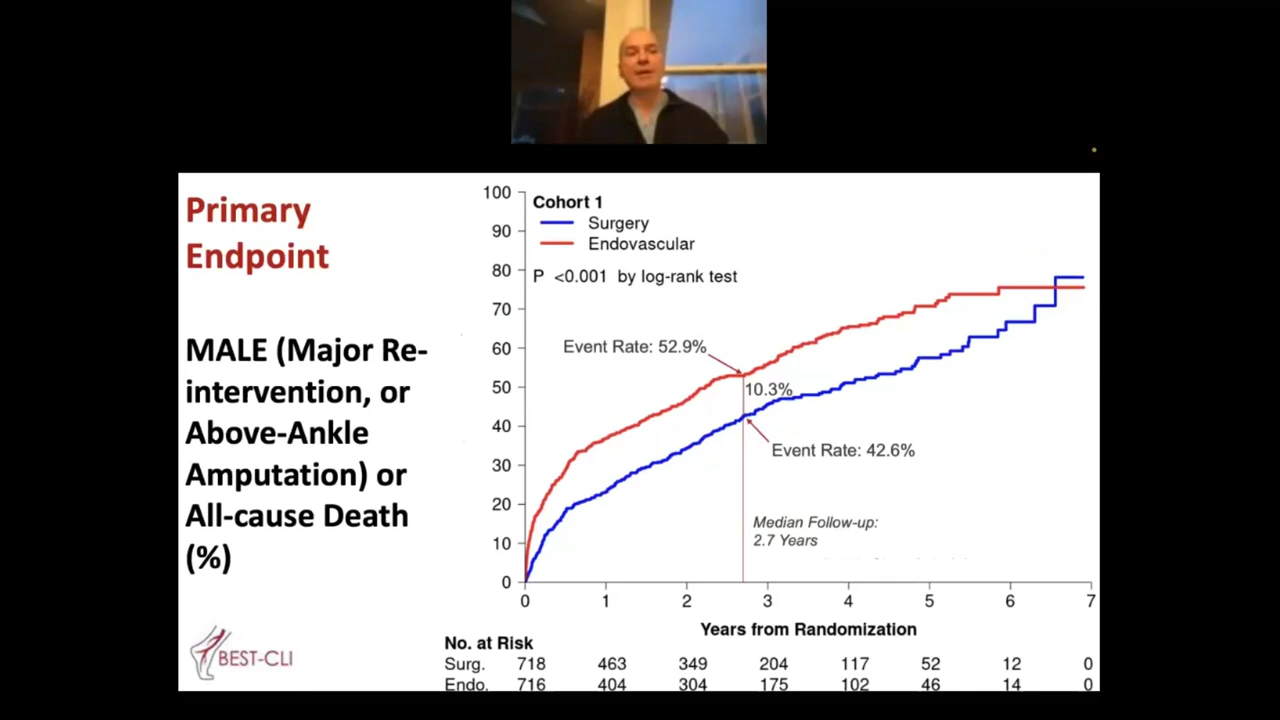 Primary
Endpoint
MALE (Major Re-
intervention, or
Above-Ankle
Amputation) or
All-cause Death
(%)
BEST-CLI
100
90
80
70
60
50
40
30
20
10
0
Cohort 1
Surgery
Endovascular
P <0.001 by log-rank test
Event Rate: 52.9%
10.3%
Event Rate: 42.6%
Median Follow-up:
2.7 Years
0 1 2 3 4 5 6 7
Years from Randomization
No. at Risk
Surg. 718 463 349 204 117 52 12 0
Endo. 716 404 304 175 102 46 14 0